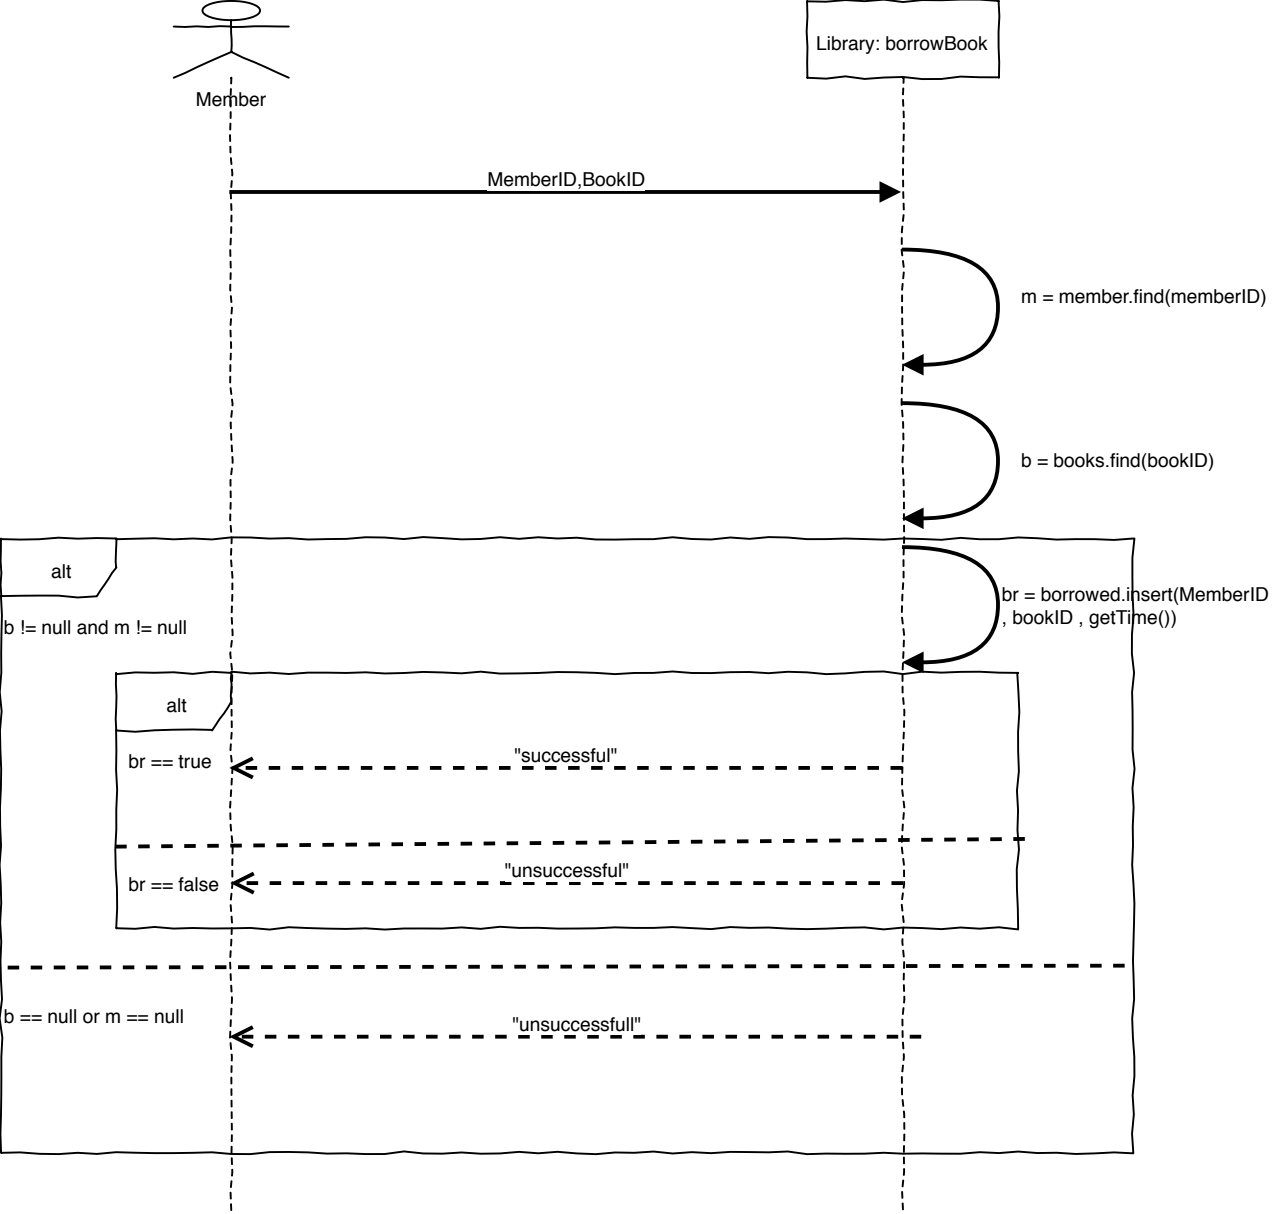 Library: borrowBook
Member
MemberID,BookID
m = member.find(memberID)
b = books.find(bookID)
alt
br = borrowed.insert(MemberID
, bookID , getTime())
b != null and m != null
alt
br == true
"successful"
br == false
"unsuccessful"
b == null or m == null
"unsuccessfull"